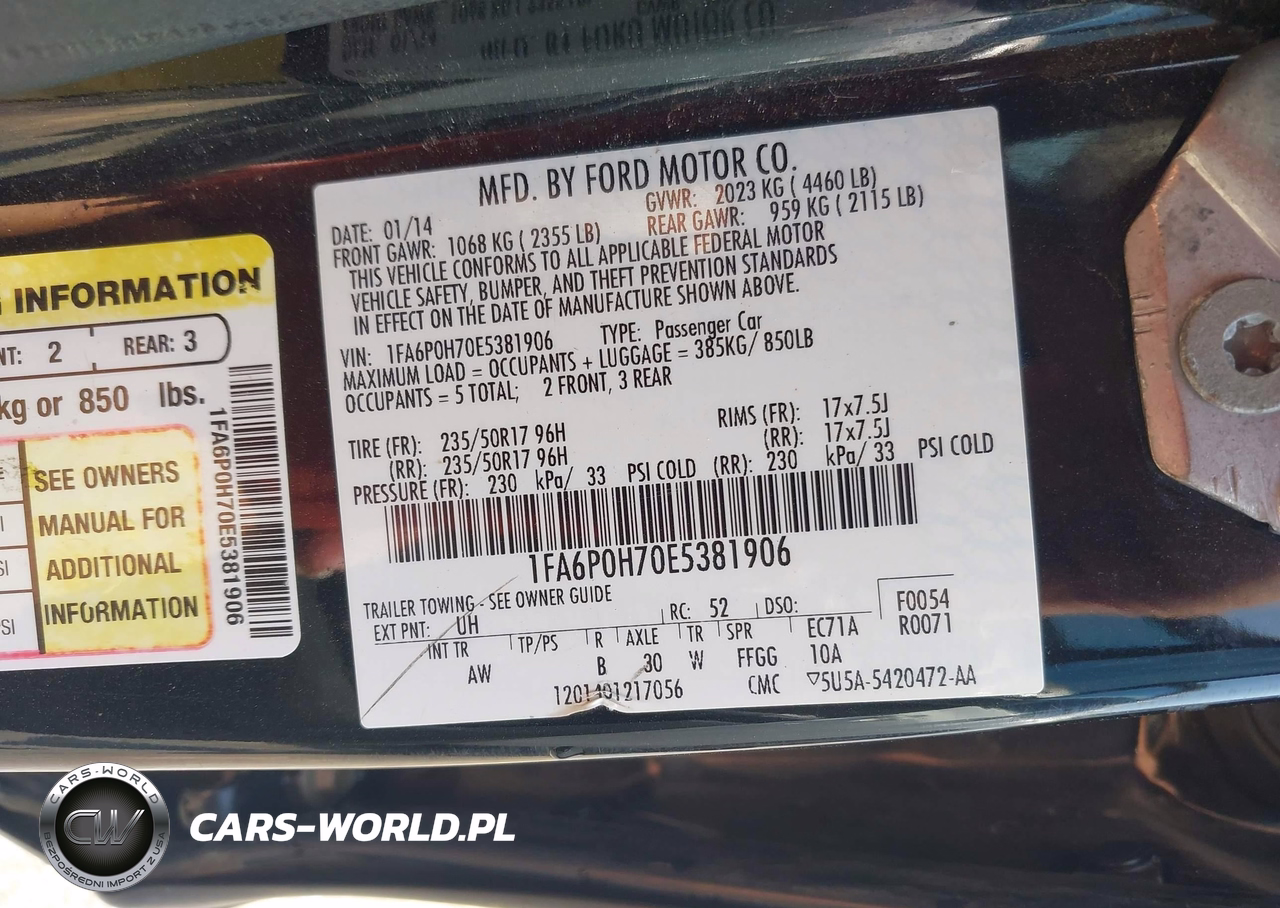 MFD. BY FORD MOTOR CO.
DATE: 01/14 GVWR: 2023 KG ( 4460 LB)
FRONT GAWR: 1068 KG ( 2355 LB) REAR GAWR: 959 KG ( 2115 LB)
THIS VEHICLE CONFORMS TO ALL APPLICABLE FEDERAL MOTOR
VEHICLE SAFETY, BUMPER, AND THEFT PREVENTION STANDARDS
IN EFFECT ON THE DATE OF MANUFACTURE SHOWN ABOVE.
VIN: 1FA6P0H70E5381906 TYPE: Passenger Car
MAXIMUM LOAD = OCCUPANTS + LUGGAGE = 385KG/ 850LB
OCCUPANTS = 5 TOTAL; 2 FRONT, 3 REAR
TIRE (FR): 235/50R17 96H RIMS (FR): 17x7.5J
(RR): 235/50R17 96H (RR): 17x7.5J
PRESSURE (FR): 230 kPa/ 33 PSI COLD (RR): 230 kPa/ 33 PSI COLD
1FA6P0H70E5381906
TRAILER TOWING - SEE OWNER GUIDE
EXT PNT: UH RC: 52 DSO: F0054
INT TR TP/PS R AXLE TR SPR EC71A R0071
AW B 30 W FFGG 10A
1201401217056 CMC ▽5U5A-5420472-AA
INFORMATION
NT: 2 REAR: 3
kg or 850 lbs.
SEE OWNERS
MANUAL FOR
ADDITIONAL
INFORMATION
1FA6P0H70E5381906
CARS-WORLD
CW
BEZPOŚREDNI IMPORT Z USA
CARS-WORLD.PL